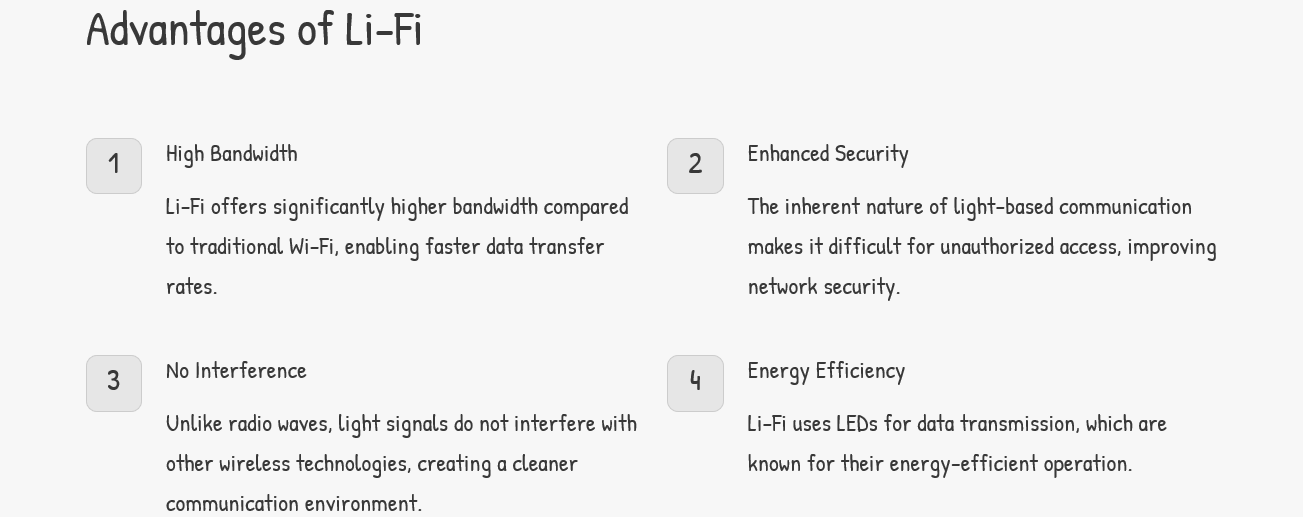 Advantages of Li-Fi
1
High Bandwidth
Li-Fi offers significantly higher bandwidth compared
to traditional Wi-Fi, enabling faster data transfer
rates.
2
Enhanced Security
The inherent nature of light-based communication
makes it difficult for unauthorized access, improving
network security.
3
No Interference
Unlike radio waves, light signals do not interfere with
other wireless technologies, creating a cleaner
communication environment.
4
Energy Efficiency
Li-Fi uses LEDs for data transmission, which are
known for their energy-efficient operation.